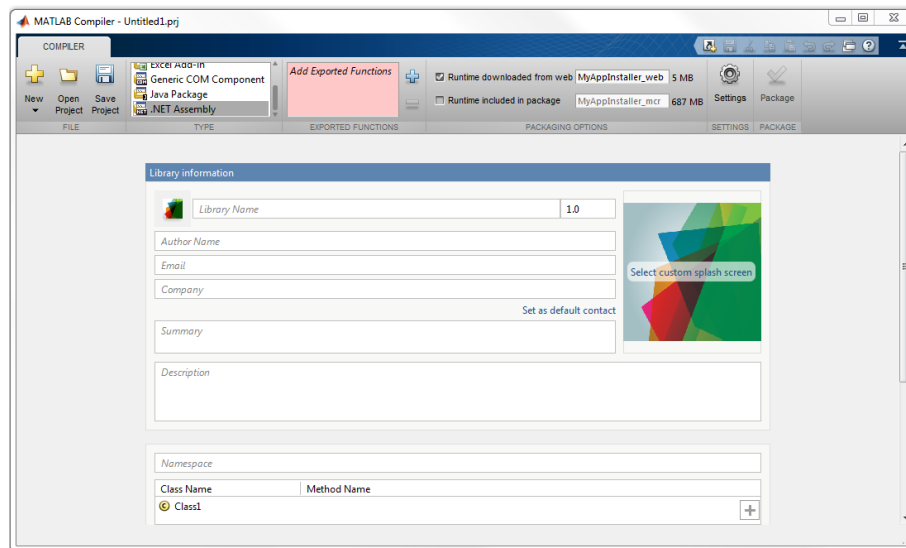 MATLAB Compiler - Untitled1.prj
COMPILER
New
Open Project
Save Project
FILE
Excel Add-in
Generic COM Component
Java Package
.NET Assembly
TYPE
Add Exported Functions
EXPORTED FUNCTIONS
Runtime downloaded from web MyAppInstaller_web 5 MB
Runtime included in package MyAppInstaller_mcr 687 MB
PACKAGING OPTIONS
Settings
SETTINGS
Package
PACKAGE
Library information
Library Name 1.0
Author Name
Email
Company
Set as default contact
Select custom splash screen
Summary
Description
Namespace
Class Name Method Name
Class1